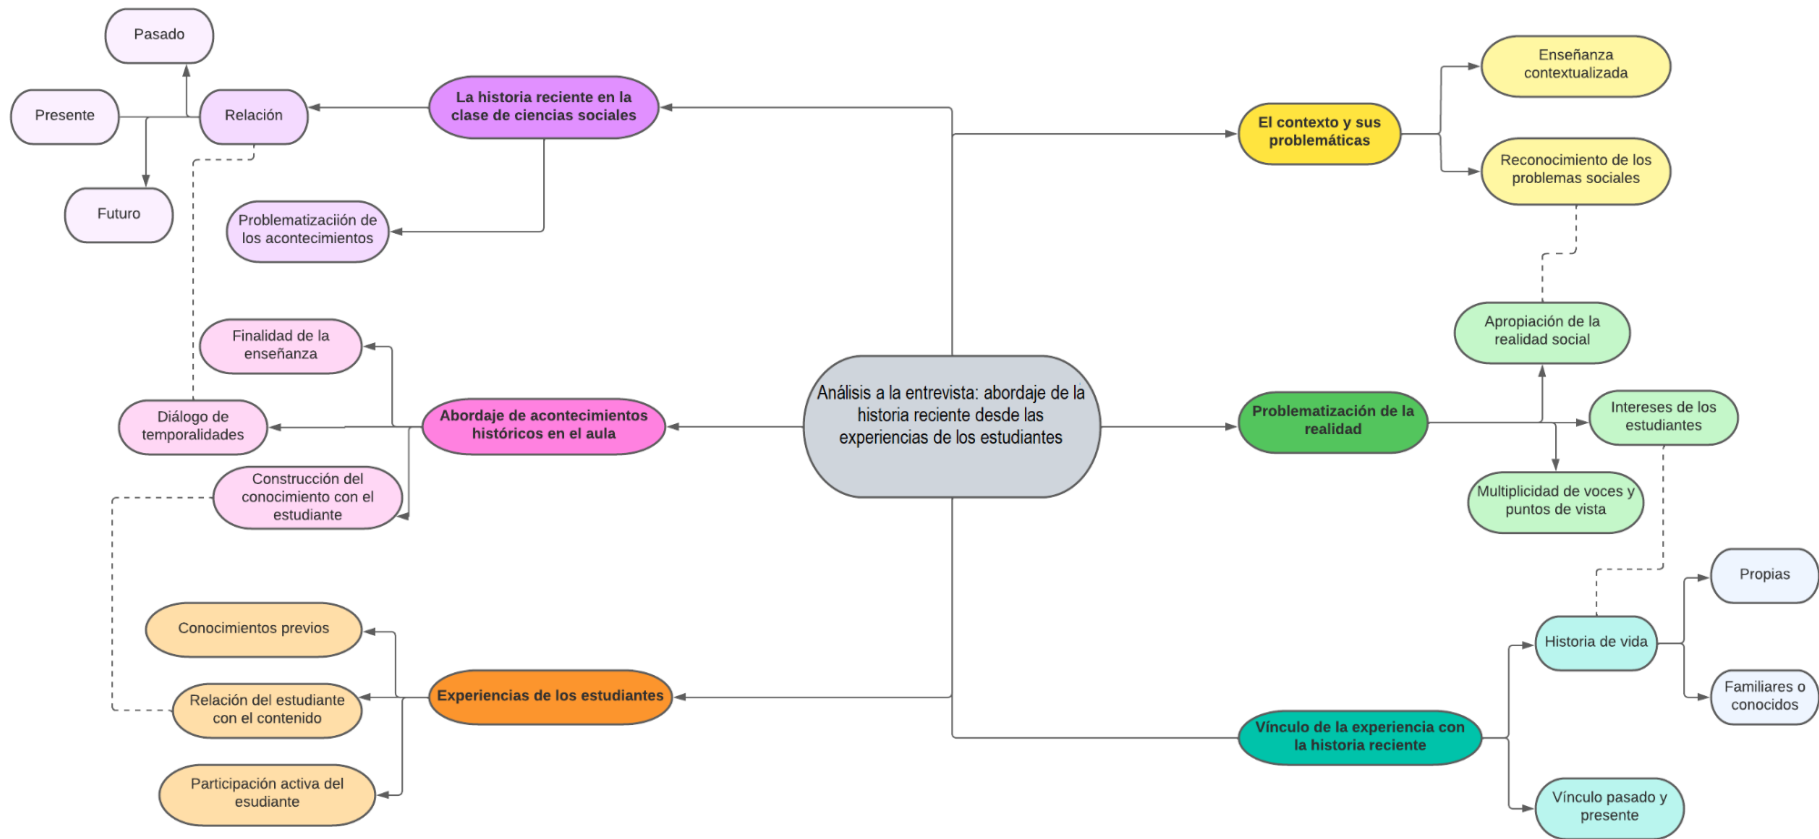 Pasado
Presente
Relación
Futuro
La historia reciente en la
clase de ciencias sociales
Problematizaciión de
los acontecimientos
Finalidad de la
enseñanza
Diálogo de
temporalidades
Construcción del
conocimiento con el
estudiante
Abordaje de acontecimientos
históricos en el aula
Conocimientos previos
Relación del estudiante
con el contenido
Participación activa del
esudiante
Experiencias de los estudiantes
Análisis a la entrevista: abordaje de la
historia reciente desde las
experiencias de los estudiantes
El contexto y sus
problemáticas
Enseñanza
contextualizada
Reconocimiento de los
problemas sociales
Problematización de la
realidad
Apropiación de la
realidad social
Intereses de los
estudiantes
Multiplicidad de voces y
puntos de vista
Vínculo de la experiencia con
la historia reciente
Historia de vida
Propias
Familiares o
conocidos
Vínculo pasado y
presente